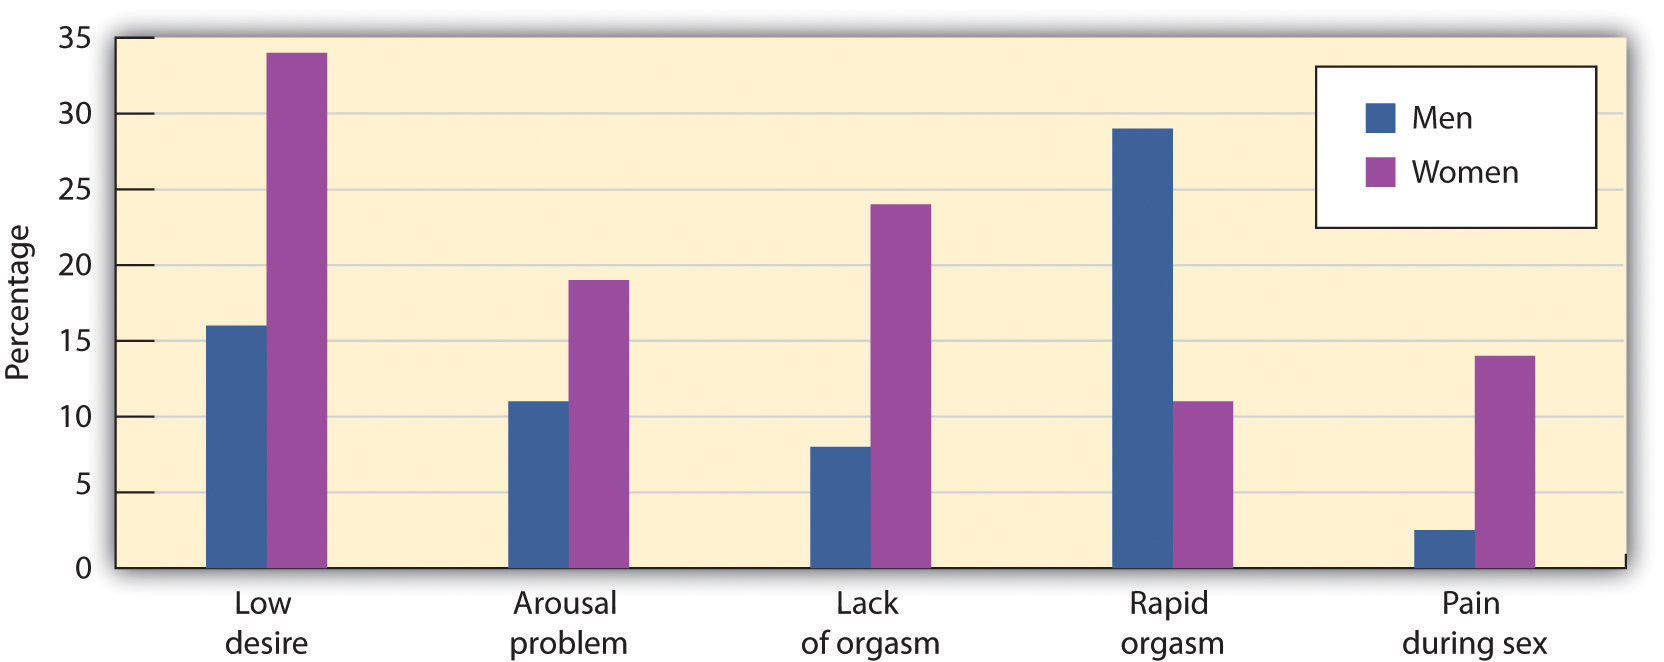 35
30
25
20
15
10
5
0
Percentage
Men
Women
Low
desire
Arousal
problem
Lack
of orgasm
Rapid
orgasm
Pain
during sex